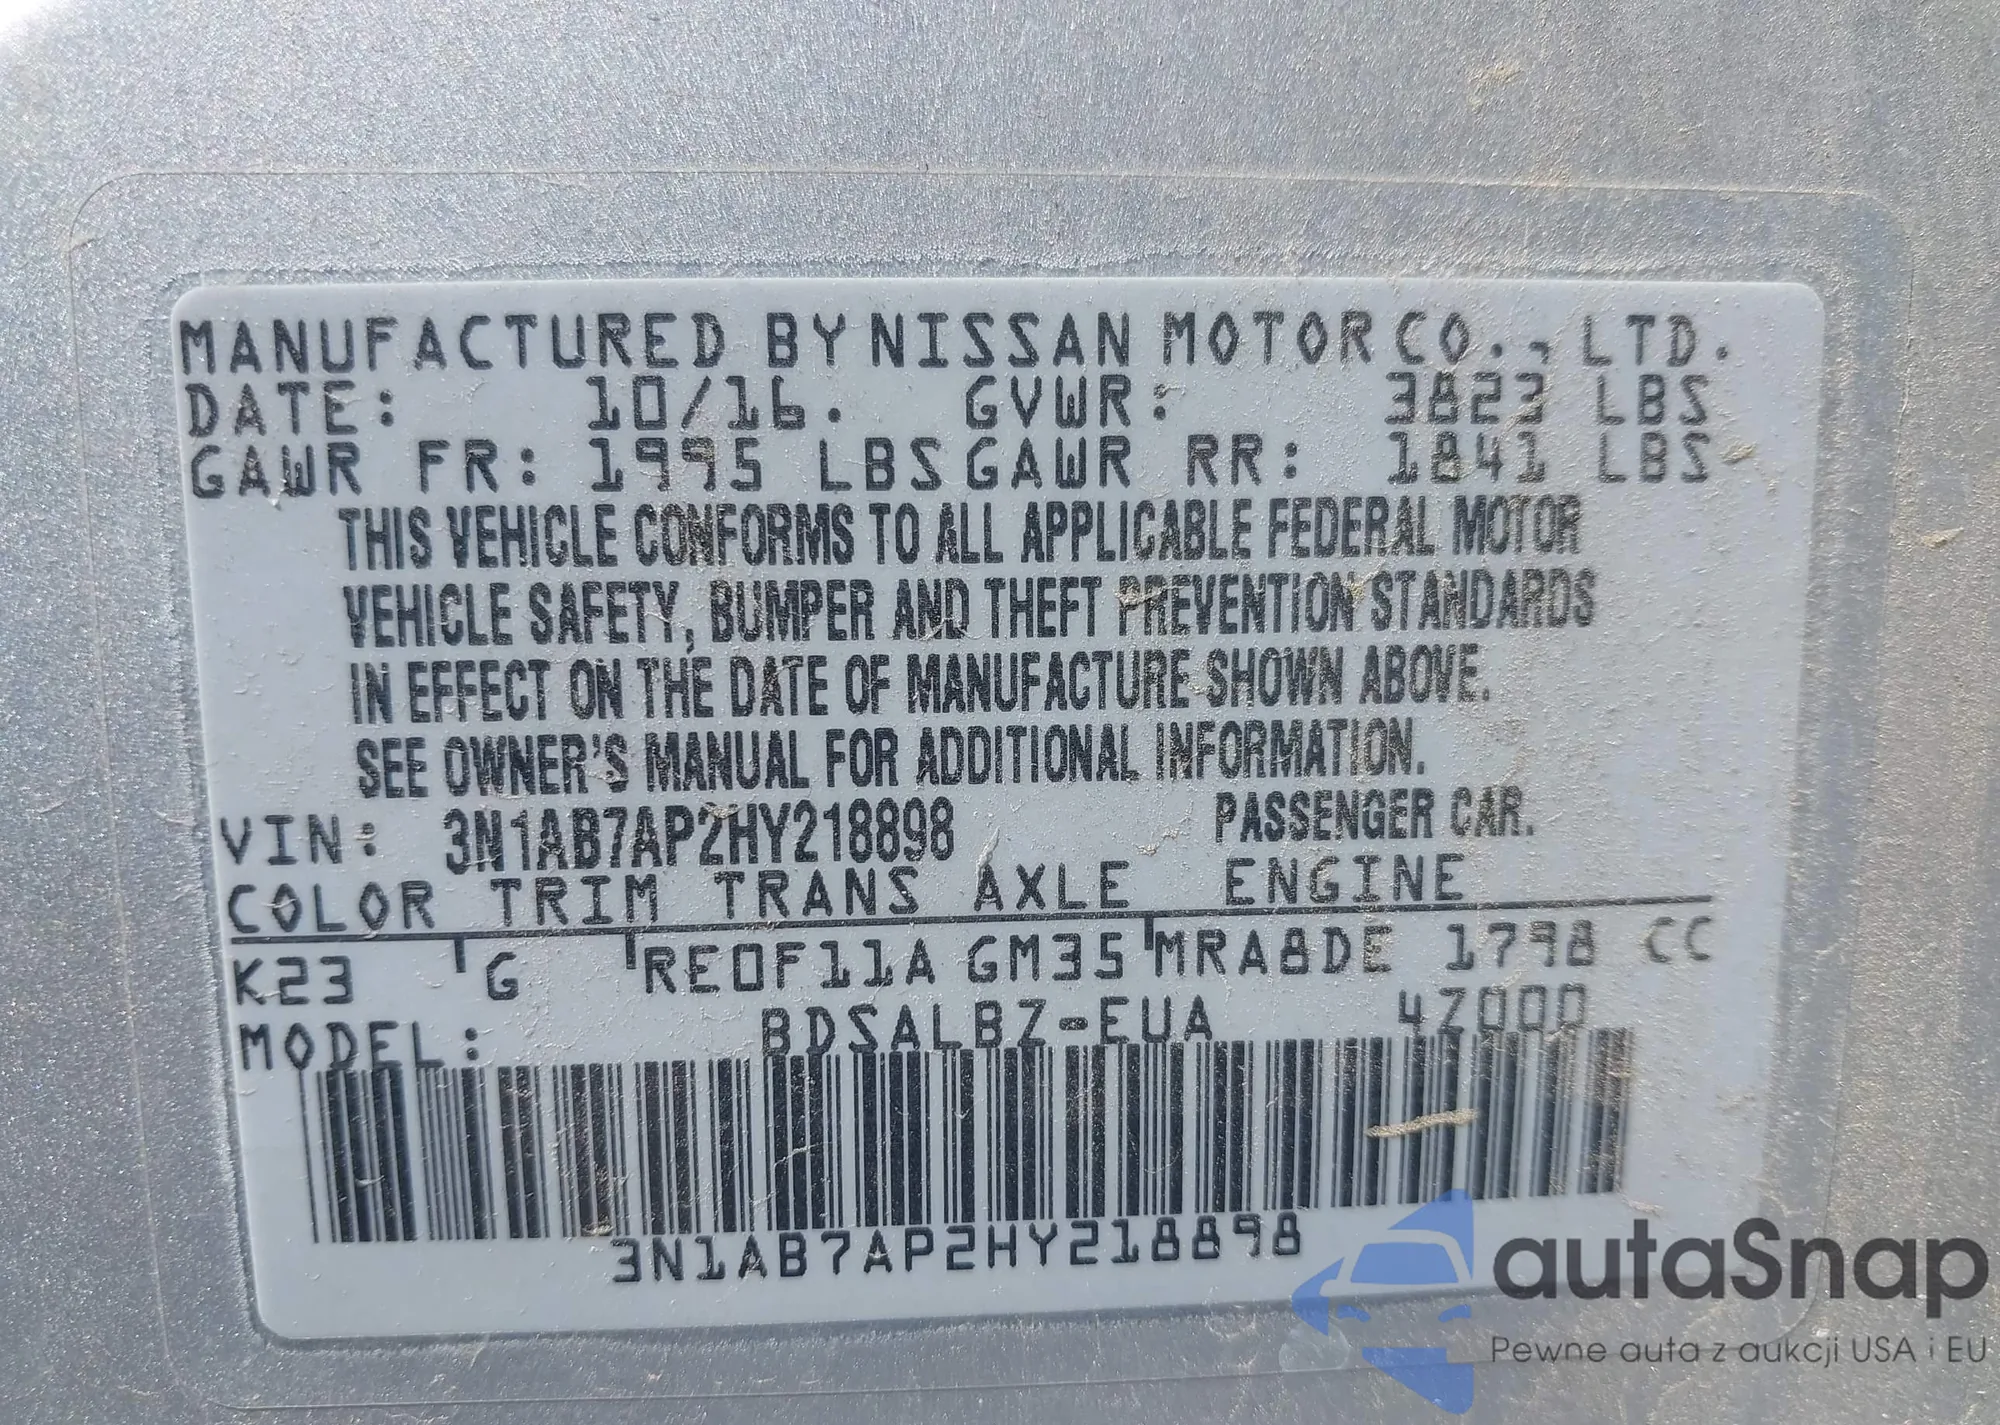 MANUFACTURED BY NISSAN MOTOR CO., LTD.
DATE: 10/16. GVWR: 3823 LBS
GAWR FR: 1995 LBS GAWR RR: 1841 LBS
THIS VEHICLE CONFORMS TO ALL APPLICABLE FEDERAL MOTOR
VEHICLE SAFETY, BUMPER AND THEFT PREVENTION STANDARDS
IN EFFECT ON THE DATE OF MANUFACTURE SHOWN ABOVE.
SEE OWNER'S MANUAL FOR ADDITIONAL INFORMATION.
VIN: 3N1AB7AP2HY218898 PASSENGER CAR.
COLOR TRIM TRANS AXLE ENGINE
K23 G RE0F11A GM35 MRA8DE 1798 CC
MODEL: BDSALBZ-EUA 4Z000
3N1AB7AP2HY218898
autaSnap
Pewne auta z aukcji USA i EU